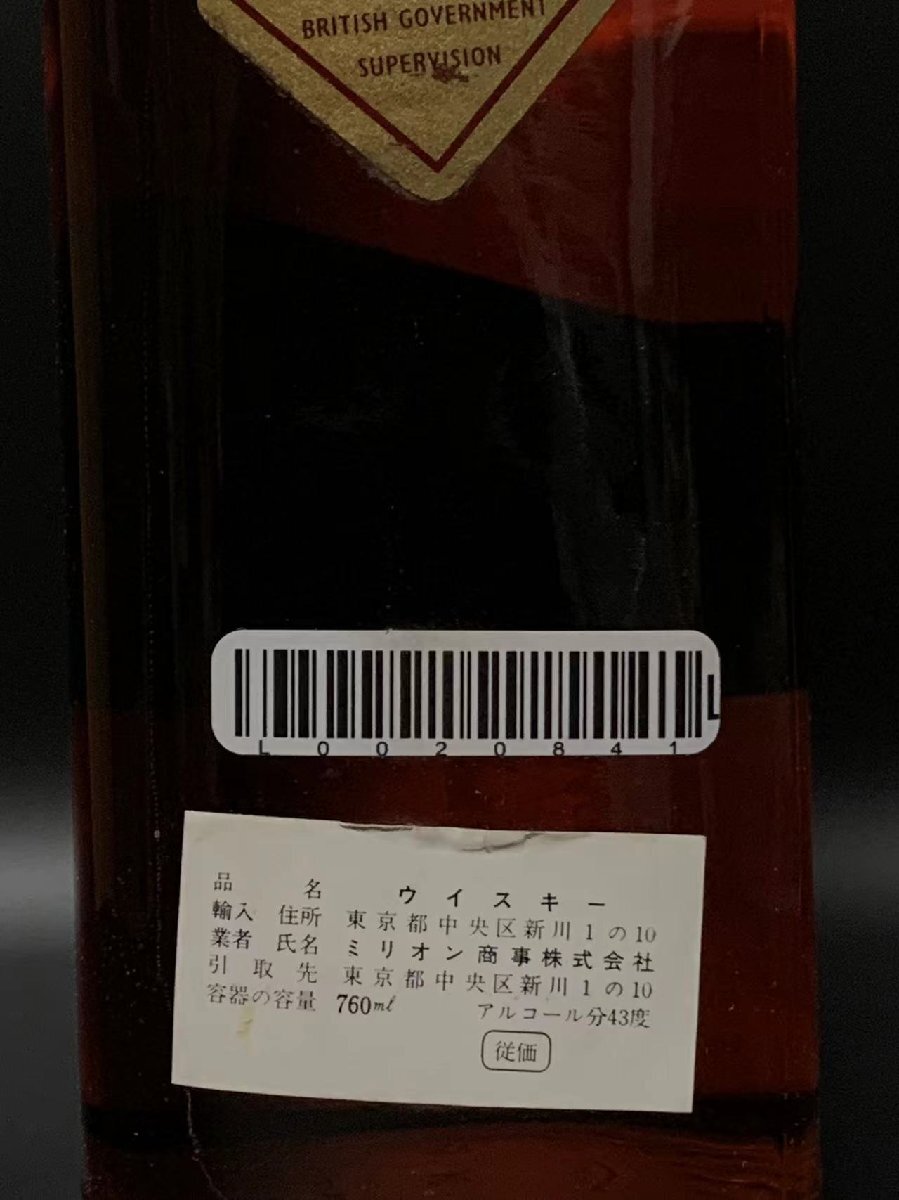 BRITISH GOVERNMENT
SUPERVISION
L0020841
L
品名 ウイスキー
輸入 住所 東京都中央区新川1の10
業者 氏名 ミリオン商事株式会社
引取先 東京都中央区新川1の10
容器の容量 760ml アルコール分43度
従価